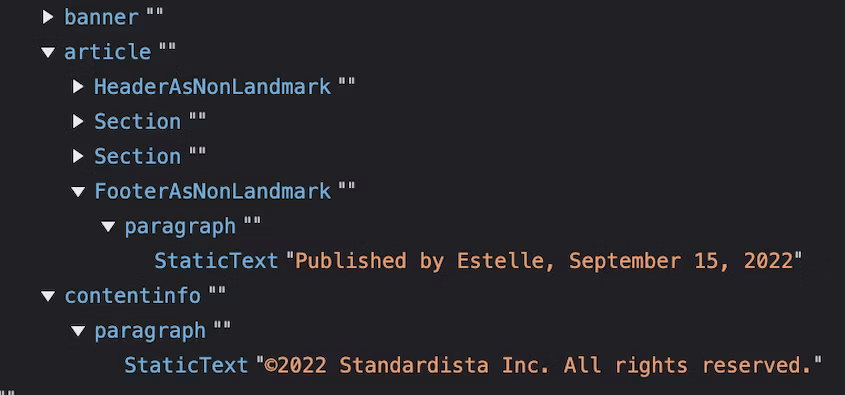 banner ""
article ""
HeaderAsNonLandmark ""
Section ""
Section ""
FooterAsNonLandmark ""
paragraph ""
StaticText "Published by Estelle, September 15, 2022"
contentinfo ""
paragraph ""
StaticText "©2022 Standardista Inc. All rights reserved."
""